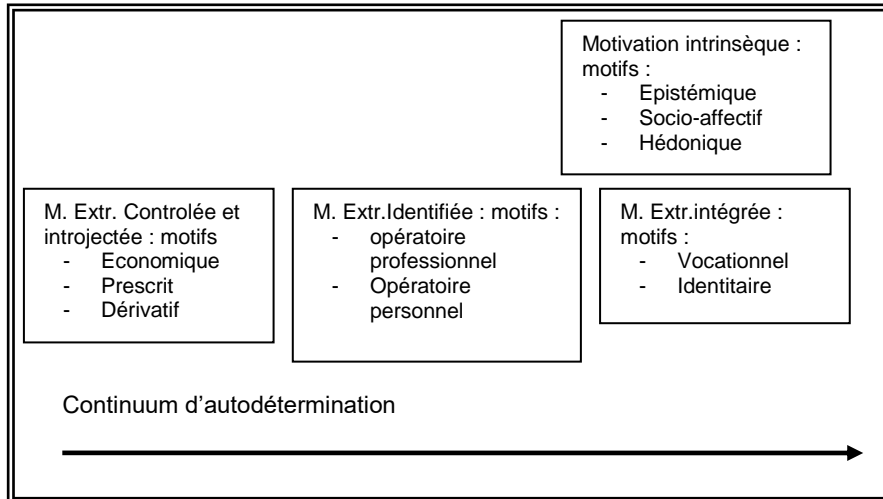 Motivation intrinsèque :
motifs :
- Epistémique
- Socio-affectif
- Hédonique
M. Extr. Controlée et
introjectée : motifs
- Economique
- Prescrit
- Dérivatif
M. Extr.Identifiée : motifs :
- opératoire
professionnel
- Opératoire
personnel
M. Extr.intégrée :
motifs :
- Vocationnel
- Identitaire
Continuum d’autodétermination